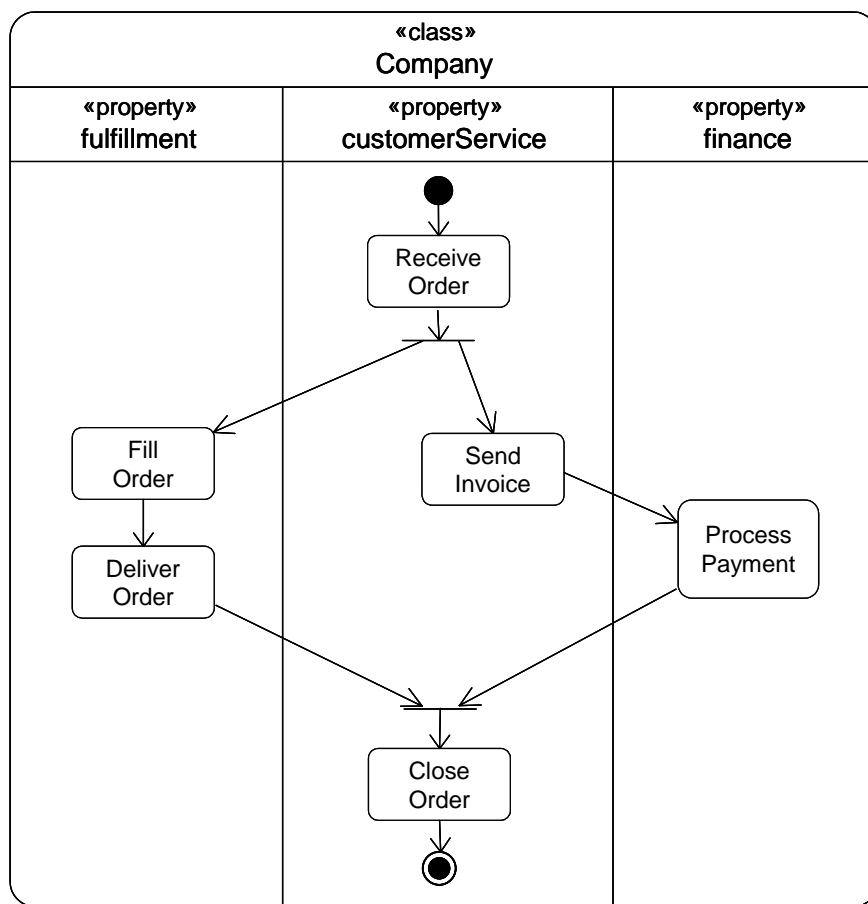 «class»
Company
«property»
fulfillment
«property»
customerService
«property»
finance
Receive
Order
Fill
Order
Send
Invoice
Process
Payment
Deliver
Order
Close
Order